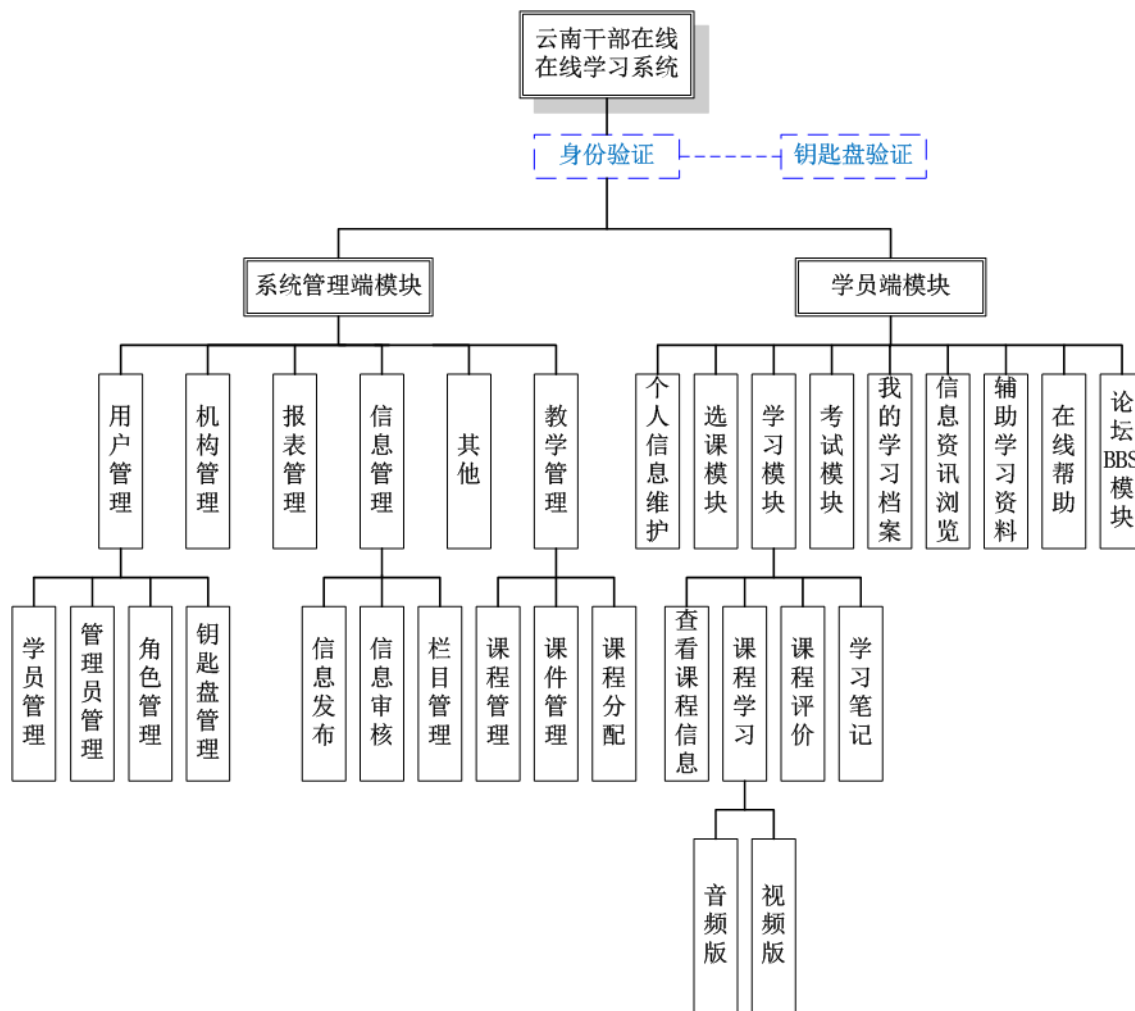 云南干部在线
在线学习系统
身份验证
钥匙盘验证
系统管理端模块
学员端模块
用户管理
机构管理
报表管理
信息管理
其他
教学管理
个人信息维护
选课模块
学习模块
考试模块
我的学习档案
信息资讯浏览
辅助学习资料
在线帮助
论坛BBS模块
学员管理
管理员管理
角色管理
钥匙盘管理
信息发布
信息审核
栏目管理
课程管理
课件管理
课程分配
查看课程信息
课程学习
课程评价
学习笔记
音频版
视频版